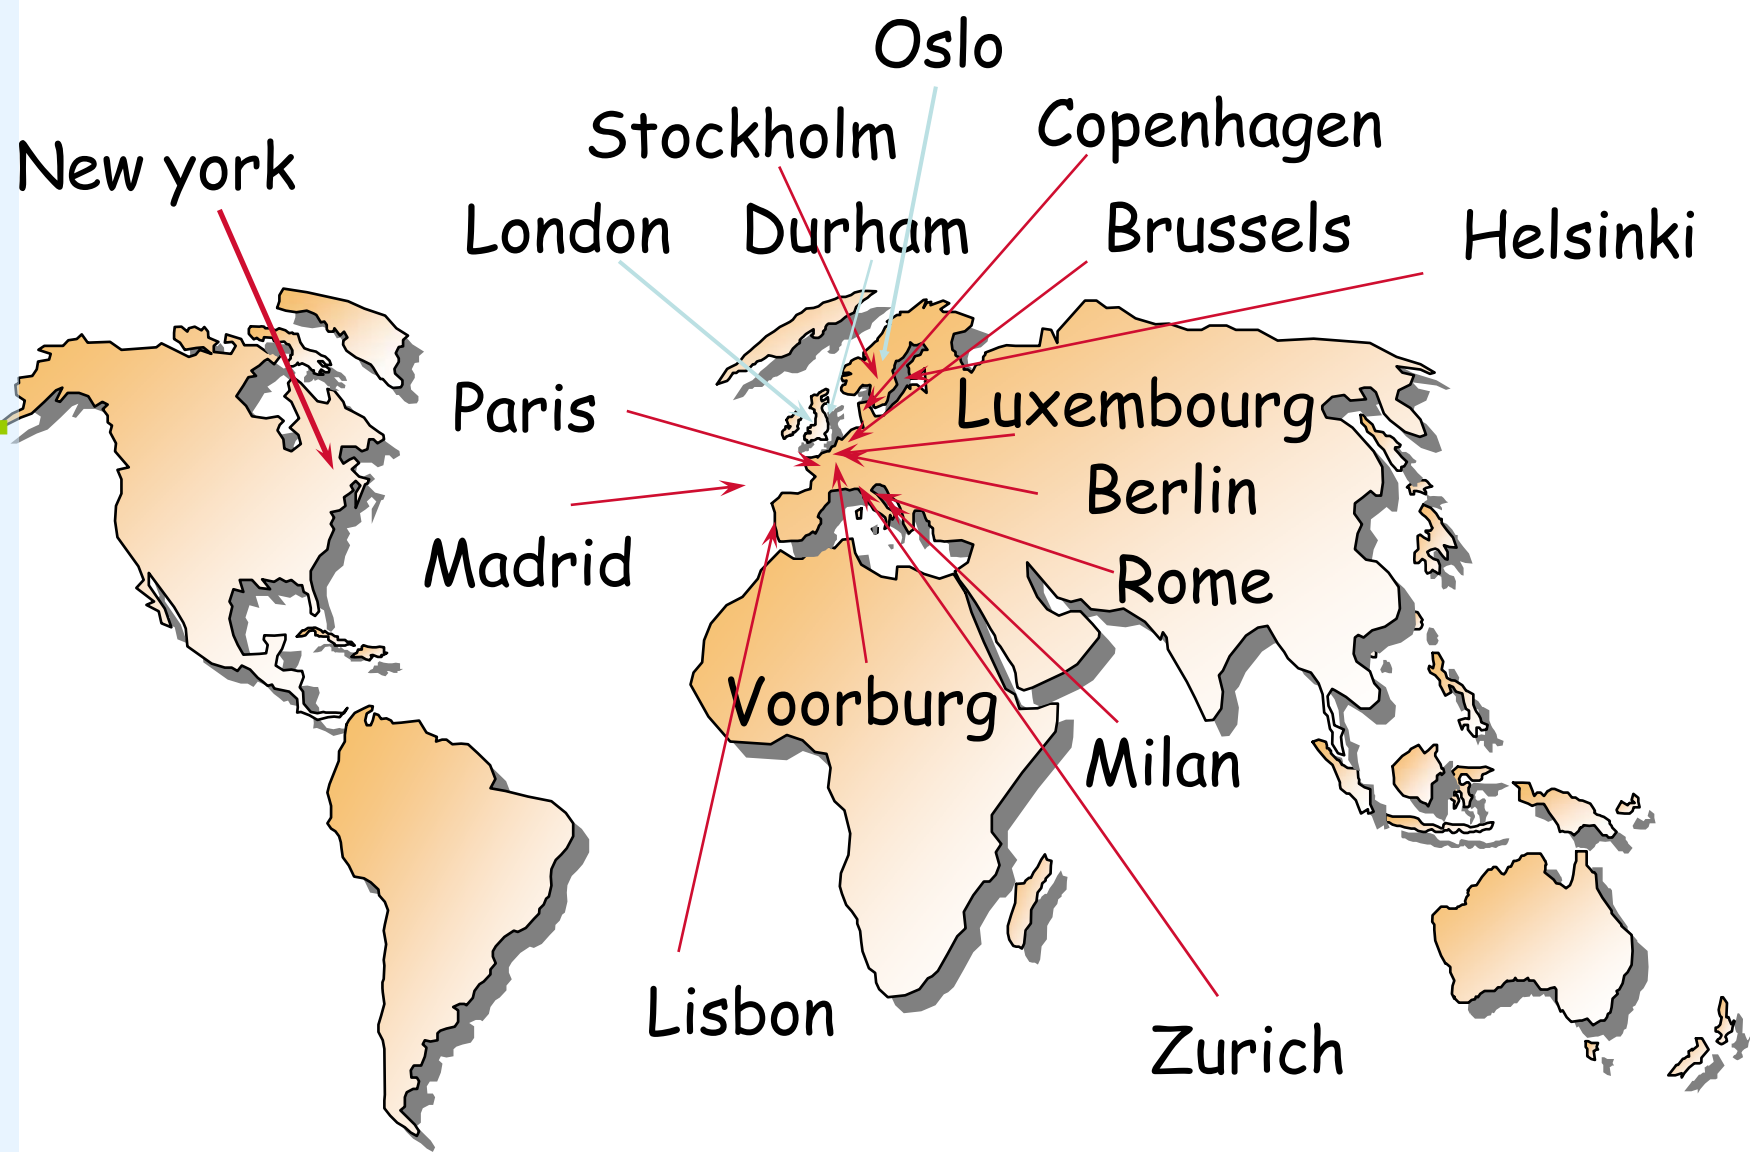 Oslo
Stockholm
Copenhagen
New york
London
Durham
Brussels
Helsinki
Paris
Luxembourg
Berlin
Madrid
Rome
Voorburg
Milan
Lisbon
Zurich